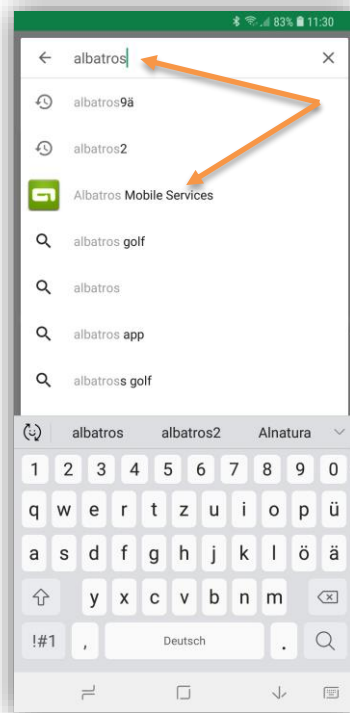 83% 11:30
albatros
albatros9ä
albatros2
Albatros Mobile Services
albatros golf
albatros
albatros app
albatross golf
albatros albatros2 Alnatura
1 2 3 4 5 6 7 8 9 0
q w e r t z u i o p ü
a s d f g h j k l ö ä
y x c v b n m
!#1 , Deutsch .